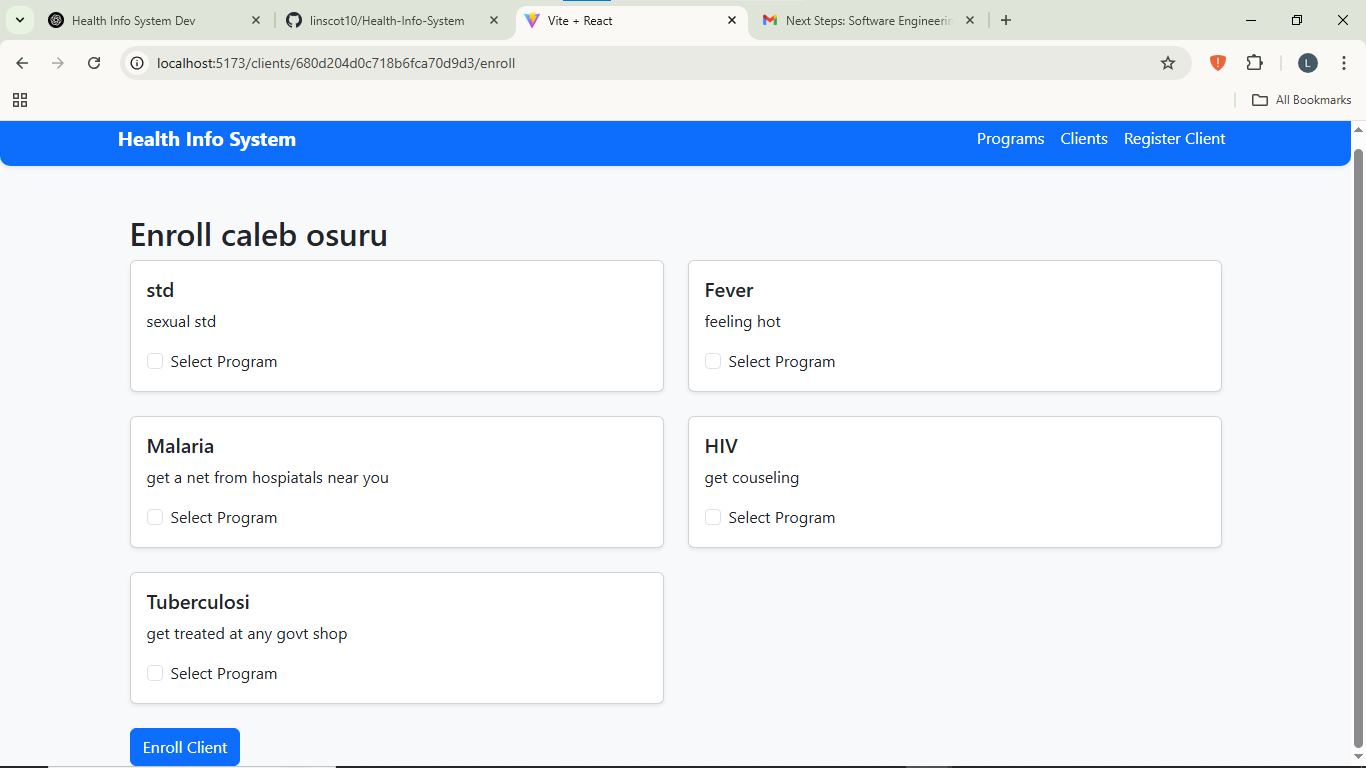 Health Info System Dev
linscot10/Health-Info-System
Vite + React
Next Steps: Software Engineerin
localhost:5173/clients/680d204d0c718b6fca70d9d3/enroll
L
All Bookmarks
Health Info System
Programs Clients Register Client
Enroll caleb osuru
std
sexual std
Select Program
Fever
feeling hot
Select Program
Malaria
get a net from hospiatals near you
Select Program
HIV
get couseling
Select Program
Tuberculosi
get treated at any govt shop
Select Program
Enroll Client